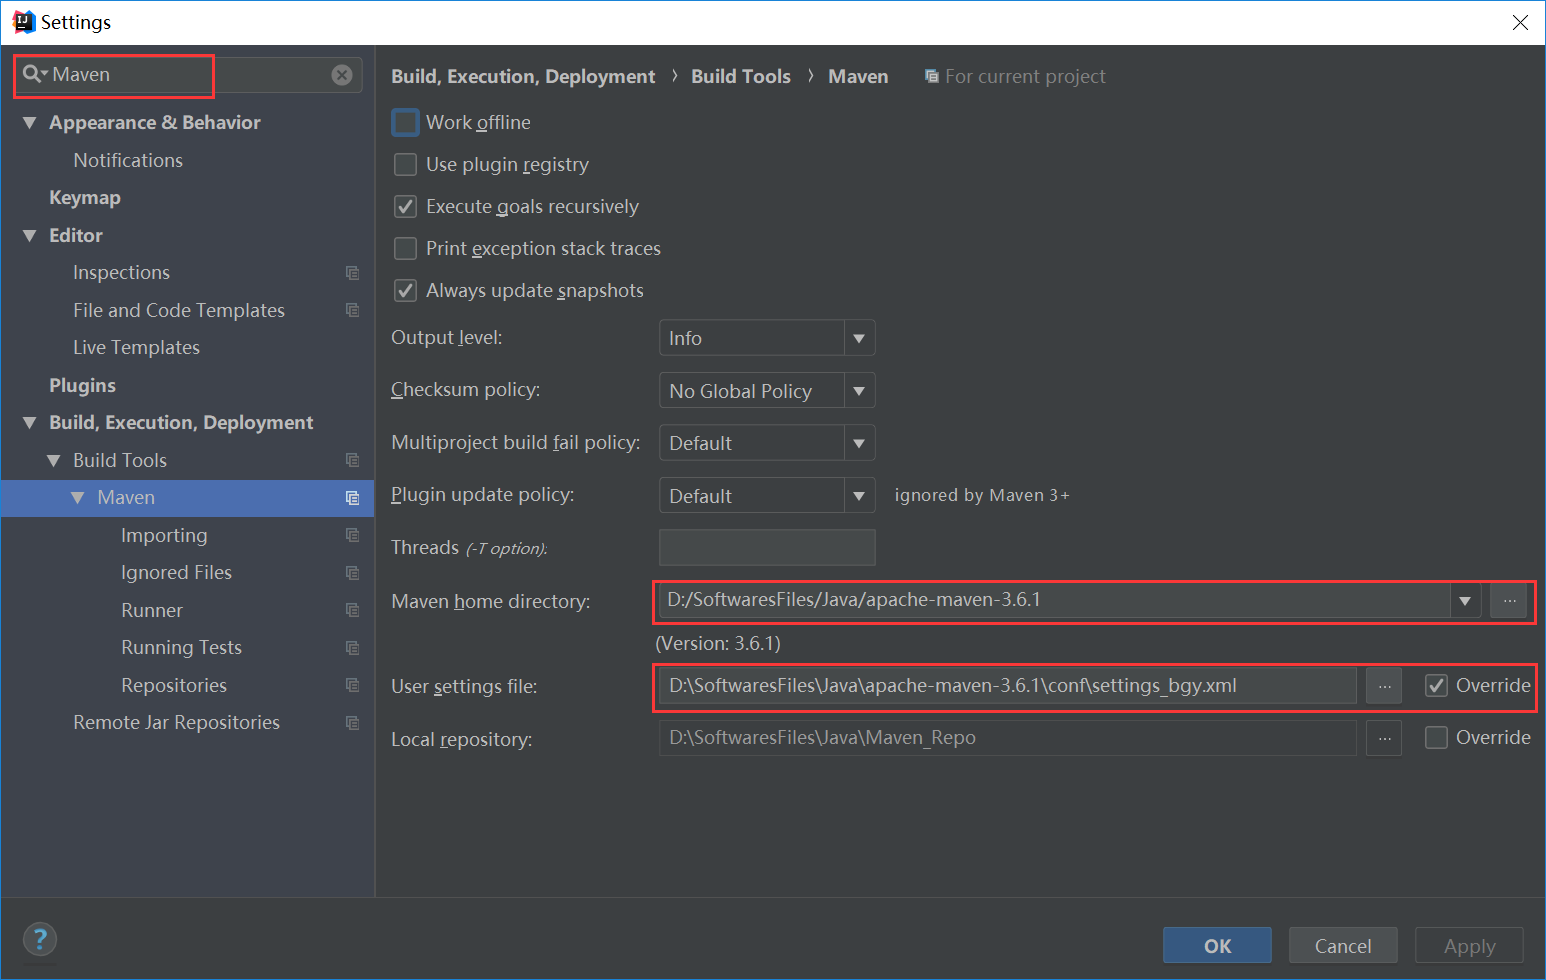 Settings
Maven
Appearance & Behavior
Notifications
Keymap
Editor
Inspections
File and Code Templates
Live Templates
Plugins
Build, Execution, Deployment
Build Tools
Maven
Importing
Ignored Files
Runner
Running Tests
Repositories
Remote Jar Repositories
Build, Execution, Deployment › Build Tools › Maven For current project
Work offline
Use plugin registry
Execute goals recursively
Print exception stack traces
Always update snapshots
Output level: Info
Checksum policy: No Global Policy
Multiproject build fail policy: Default
Plugin update policy: Default ignored by Maven 3+
Threads (-T option):
Maven home directory: D:/SoftwaresFiles/Java/apache-maven-3.6.1 ...
(Version: 3.6.1)
User settings file: D:\SoftwaresFiles\Java\apache-maven-3.6.1\conf\settings_bgy.xml ... Override
Local repository: D:\SoftwaresFiles\Java\Maven_Repo ... Override
? OK Cancel Apply